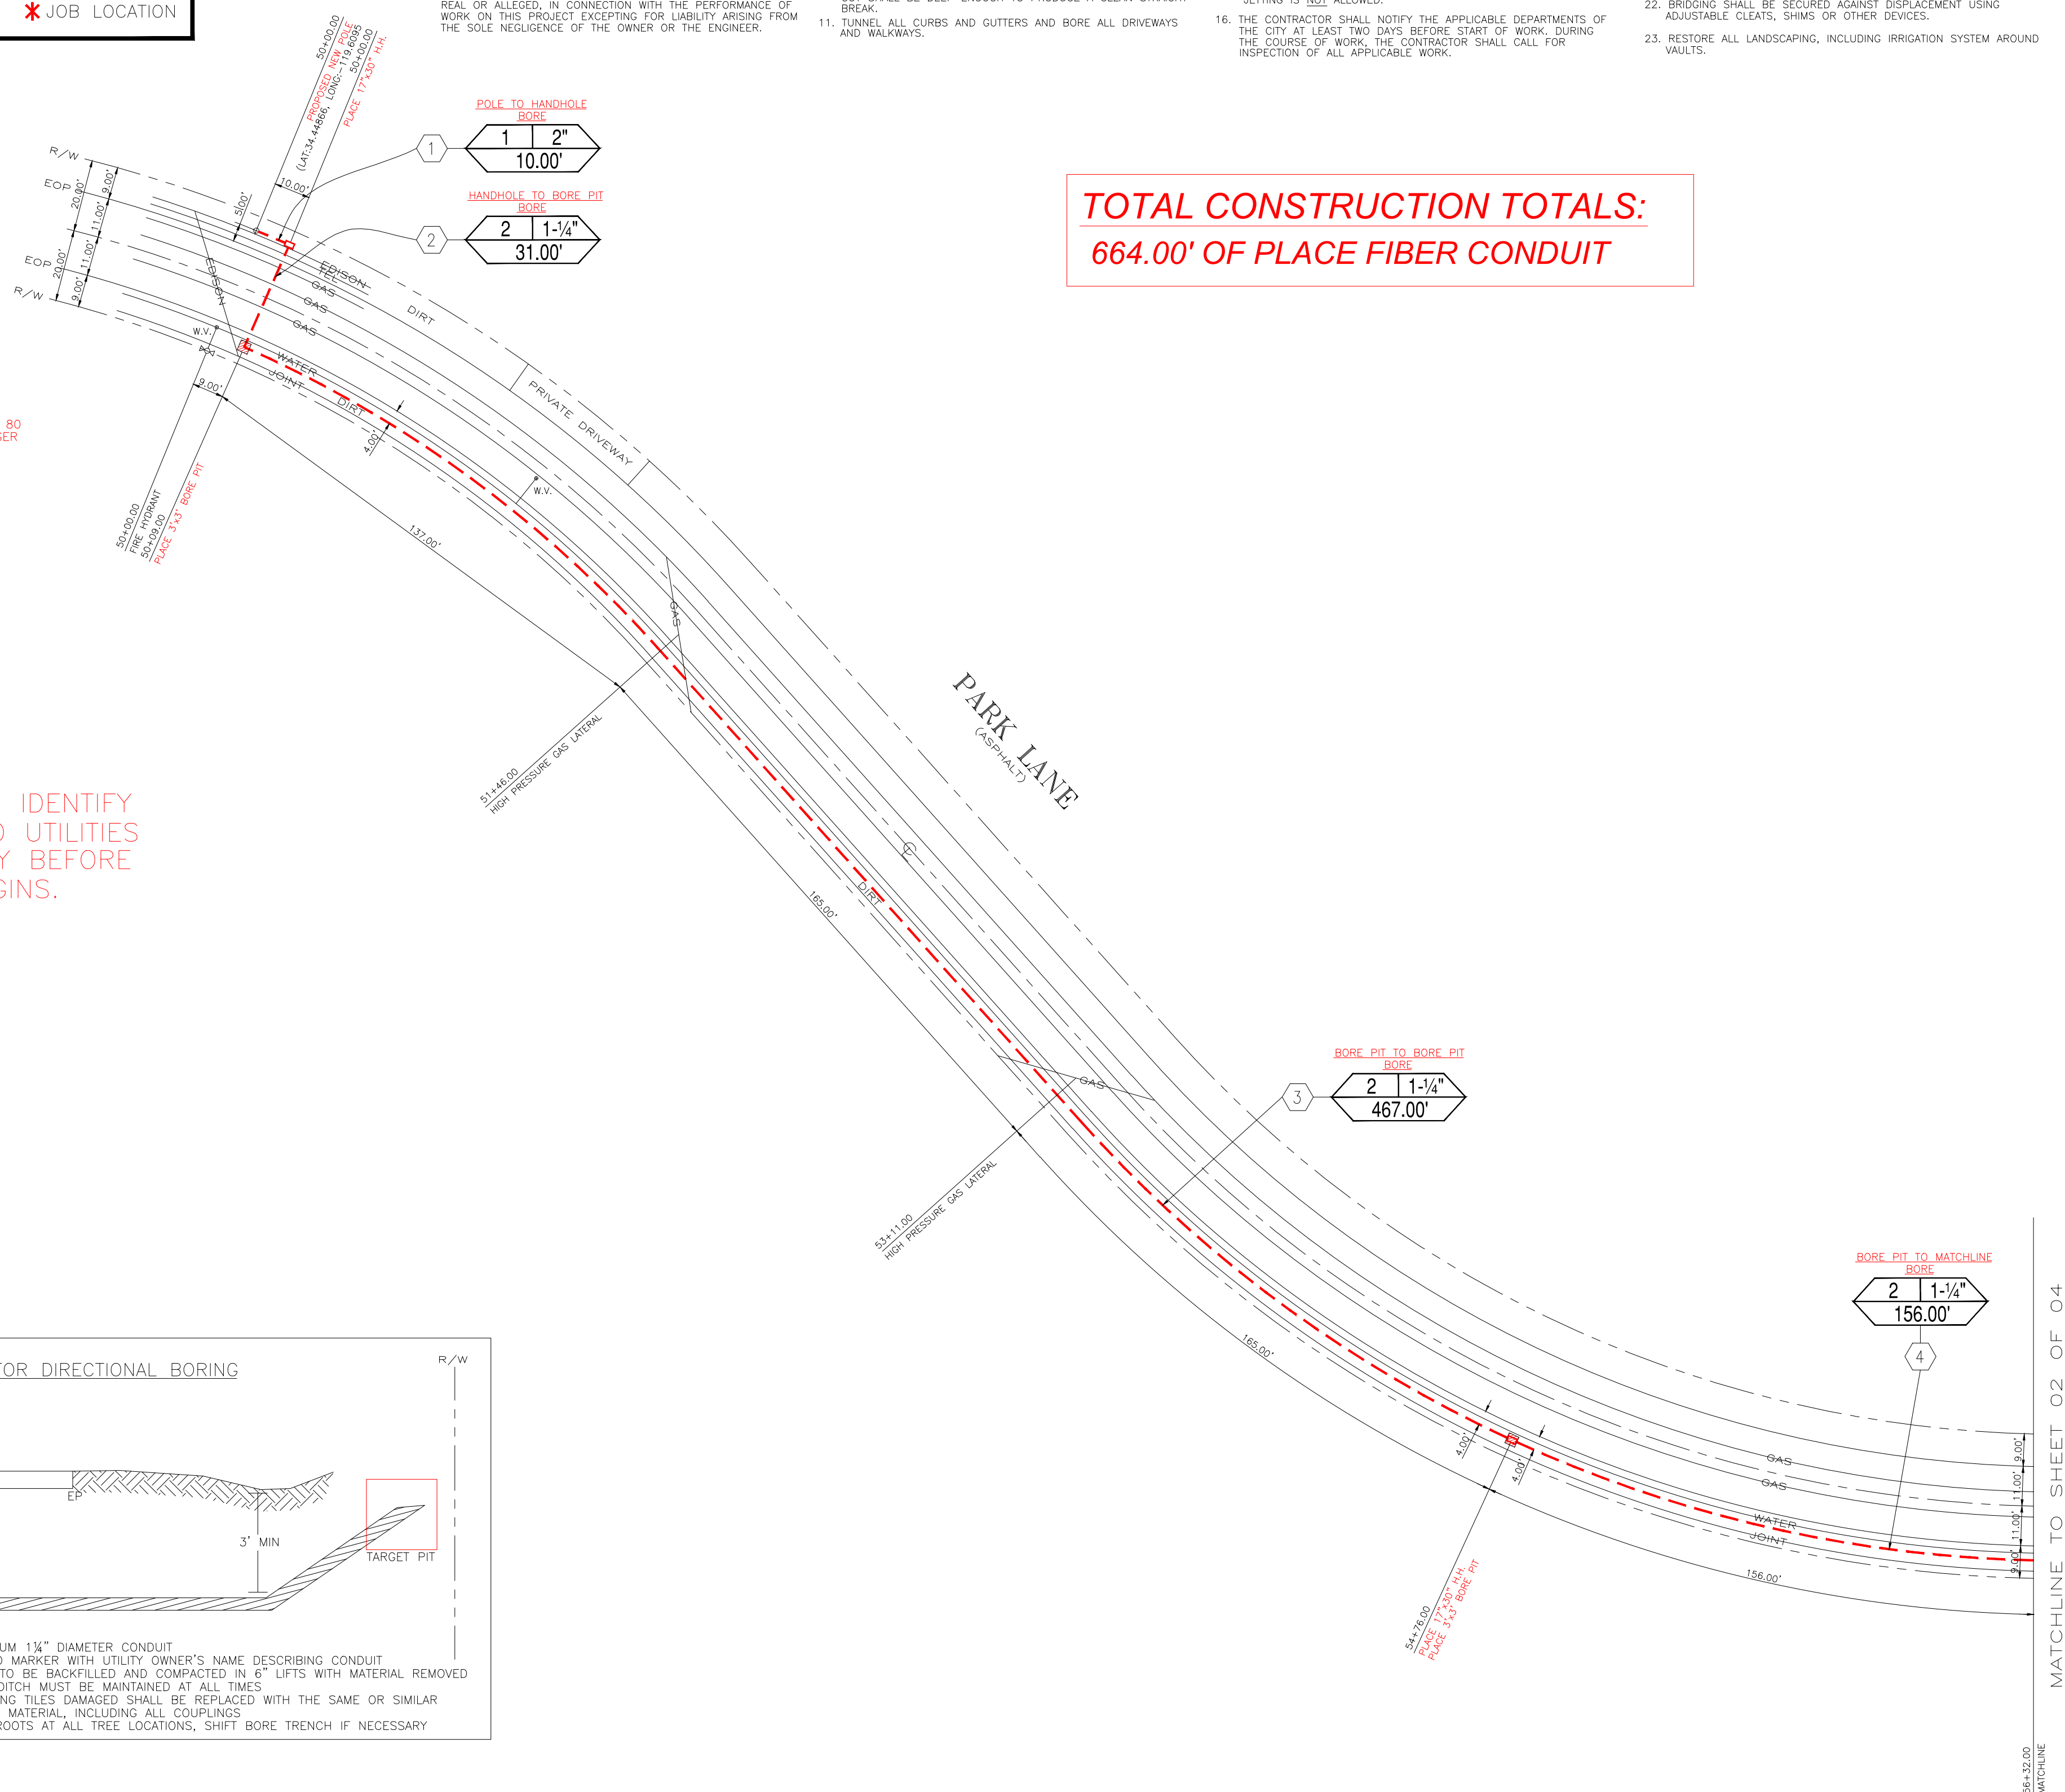 JOB LOCATION
REAL OR ALLEGED, IN CONNECTION WITH THE PERFORMANCE OF
WORK ON THIS PROJECT EXCEPTING FOR LIABILITY ARISING FROM
THE SOLE NEGLIGENCE OF THE OWNER OR THE ENGINEER.
BREAK.
11. TUNNEL ALL CURBS AND GUTTERS AND BORE ALL DRIVEWAYS
AND WALKWAYS.
JETTING IS NOT ALLOWED.
16. THE CONTRACTOR SHALL NOTIFY THE APPLICABLE DEPARTMENTS OF
THE CITY AT LEAST TWO DAYS BEFORE START OF WORK. DURING
THE COURSE OF WORK, THE CONTRACTOR SHALL CALL FOR
INSPECTION OF ALL APPLICABLE WORK.
22. BRIDGING SHALL BE SECURED AGAINST DISPLACEMENT USING
ADJUSTABLE CLEATS, SHIMS OR OTHER DEVICES.
23. RESTORE ALL LANDSCAPING, INCLUDING IRRIGATION SYSTEM AROUND
VAULTS.
50+00.00
PROPOSED NEW POLE
(LAT:34.44866, LONG:-119.6095
50+00.00
PLACE 17"x30" H.H.
POLE TO HANDHOLE
BORE
1
1 2"
10.00'
HANDHOLE TO BORE PIT
BORE
2
2 1-1/4"
31.00'
TOTAL CONSTRUCTION TOTALS:
664.00' OF PLACE FIBER CONDUIT
R/W
EOP
20.00'
9.00'
11.00'
EOP
20.00'
11.00'
R/W
9.00'
5.00'
10.00'
EDISON
EDISON
TEL
GAS
GAS
GAS
DIRT
W.V.
WATER
JOINT
DIRT
9.00'
4.00'
PRIVATE DRIVEWAY
W.V.
80
50+00.00
FIRE HYDRANT
50+09.00
PLACE 3'x3' BORE PIT
137.00'
GAS
51+46.00
HIGH PRESSURE GAS LATERAL
PARK LANE
(ASPHALT)
IDENTIFY
UTILITIES
BEFORE
DIRT
165.00'
GAS
53+11.00
HIGH PRESSURE GAS LATERAL
BORE PIT TO BORE PIT
BORE
3
2 1-1/4"
467.00'
BORE PIT TO MATCHLINE
BORE
2 1-1/4"
156.00'
4
165.00'
4.00'
4.00'
GAS
GAS
WATER
JOINT
9.00'
11.00'
11.00'
9.00'
156.00'
54+76.00
PLACE 17"x30" H.H.
PLACE 3'x3' BORE PIT
MATCHLINE TO SHEET 02 OF 04
56+32.00
MATCHLINE
FOR DIRECTIONAL BORING
R/W
EP
3' MIN
TARGET PIT
1¼" DIAMETER CONDUIT
MARKER WITH UTILITY OWNER'S NAME DESCRIBING CONDUIT
TO BE BACKFILLED AND COMPACTED IN 6" LIFTS WITH MATERIAL REMOVED
DITCH MUST BE MAINTAINED AT ALL TIMES
TILES DAMAGED SHALL BE REPLACED WITH THE SAME OR SIMILAR
MATERIAL, INCLUDING ALL COUPLINGS
ROOTS AT ALL TREE LOCATIONS, SHIFT BORE TRENCH IF NECESSARY